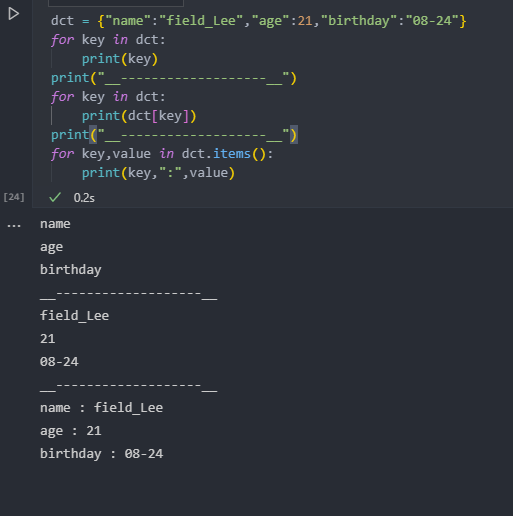 dct = {"name":"field_Lee","age":21,"birthday":"08-24"}
for key in dct:
    print(key)
print("__-------------------__")
for key in dct:
    print(dct[key])
print("__-------------------__")
for key,value in dct.items():
    print(key,":",value)
[24] ✓ 0.2s
... name
age
birthday
__-------------------__
field_Lee
21
08-24
__-------------------__
name : field_Lee
age : 21
birthday : 08-24